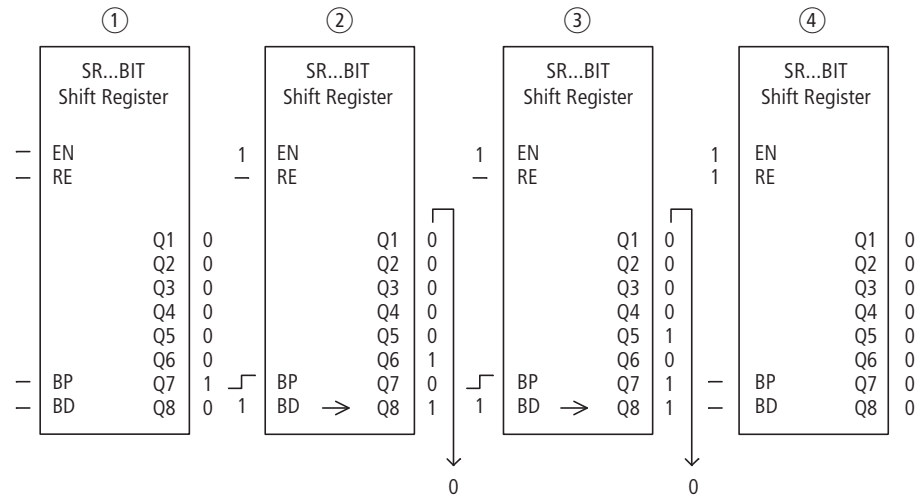 ① ② ③ ④
SR...BIT SR...BIT SR...BIT SR...BIT
Shift Register Shift Register Shift Register Shift Register
– EN 1 EN 1 EN 1 EN
– RE – RE – RE 1 RE
Q1 0 Q1 0 Q1 0 Q1 0
Q2 0 Q2 0 Q2 0 Q2 0
Q3 0 Q3 0 Q3 0 Q3 0
Q4 0 Q4 0 Q4 0 Q4 0
Q5 0 Q5 0 Q5 1 Q5 0
Q6 0 Q6 1 Q6 0 Q6 0
– BP Q7 1 BP Q7 0 BP Q7 1 – BP Q7 0
– BD Q8 0 1 BD → Q8 1 1 BD → Q8 1 – BD Q8 0
0 0